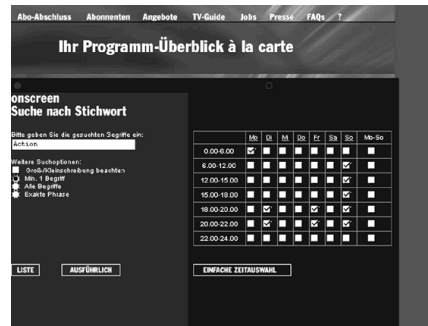 Abo-Abschluss Abonnenten Angebote TV-Guide Jobs Presse FAQs ?
Ihr Programm-Überblick à la carte
onscreen
Suche nach Stichwort
Bitte geben Sie die gesuchten Begriffe ein:
Action
Weitere Suchoptionen:
Groß-/Kleinschreibung beachten
Min. 1 Begriff
Alle Begriffe
Exakte Phrase
LISTE AUSFÜHRLICH
Mo Di Mi Do Fr Sa So Mo-So
0.00-6.00
6.00-12.00
12.00-15.00
15.00-18.00
18.00-20.00
20.00-22.00
22.00-24.00
EINFACHE ZEITAUSWAHL